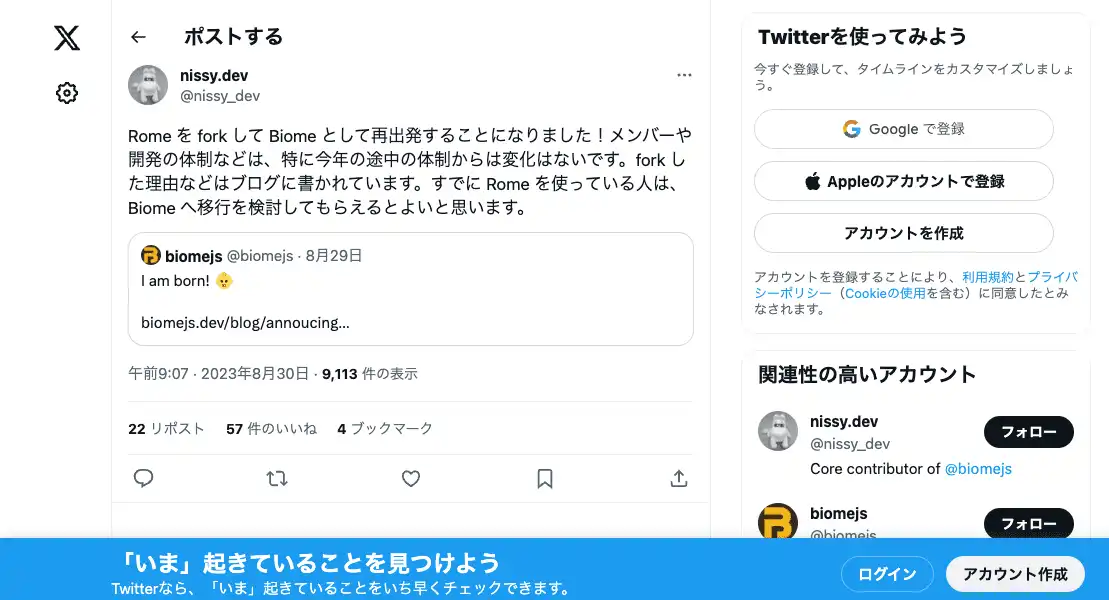 ポストする
nissy.dev
@nissy_dev
Rome を fork して Biome として再出発することになりました！メンバーや
開発の体制などは、特に今年の途中の体制からは変化はないです。fork し
た理由などはブログに書かれています。すでに Rome を使っている人は、
Biome へ移行を検討してもらえるとよいと思います。
biomejs @biomejs · 8月29日
I am born! 👶
biomejs.dev/blog/annoucing...
午前9:07 · 2023年8月30日 · 9,113 件の表示
22 リポスト 57 件のいいね 4 ブックマーク
Twitterを使ってみよう
今すぐ登録して、タイムラインをカスタマイズしましょ
う。
Google で登録
Appleのアカウントで登録
アカウントを作成
アカウントを登録することにより、利用規約とプライバ
シーポリシー（Cookieの使用を含む）に同意したとみ
なされます。
関連性の高いアカウント
nissy.dev
@nissy_dev
フォロー
Core contributor of @biomejs
biomejs
@biomejs
フォロー
「いま」起きていることを見つけよう
Twitterなら、「いま」起きていることをいち早くチェックできます。
ログイン
アカウント作成